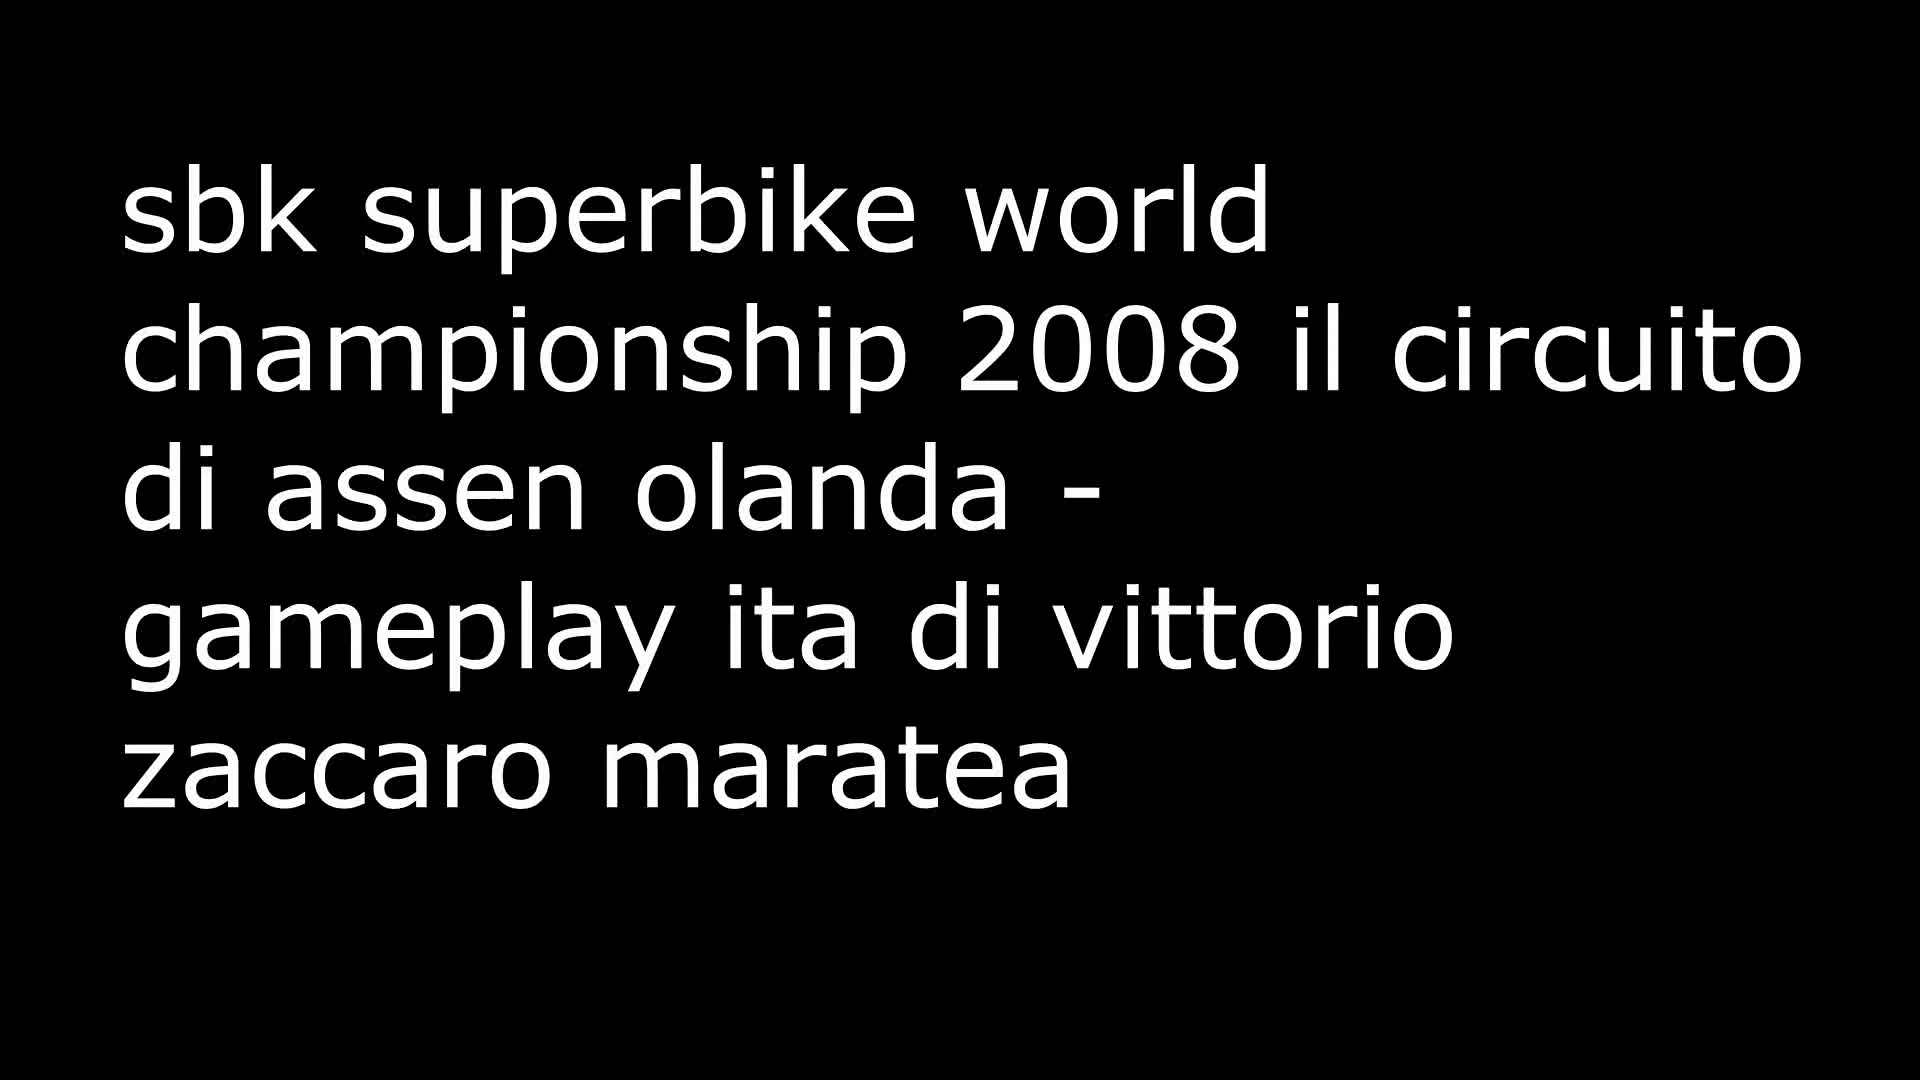 sbk superbike world
championship 2008 il circuito
di assen olanda -
gameplay ita di vittorio
zaccaro maratea